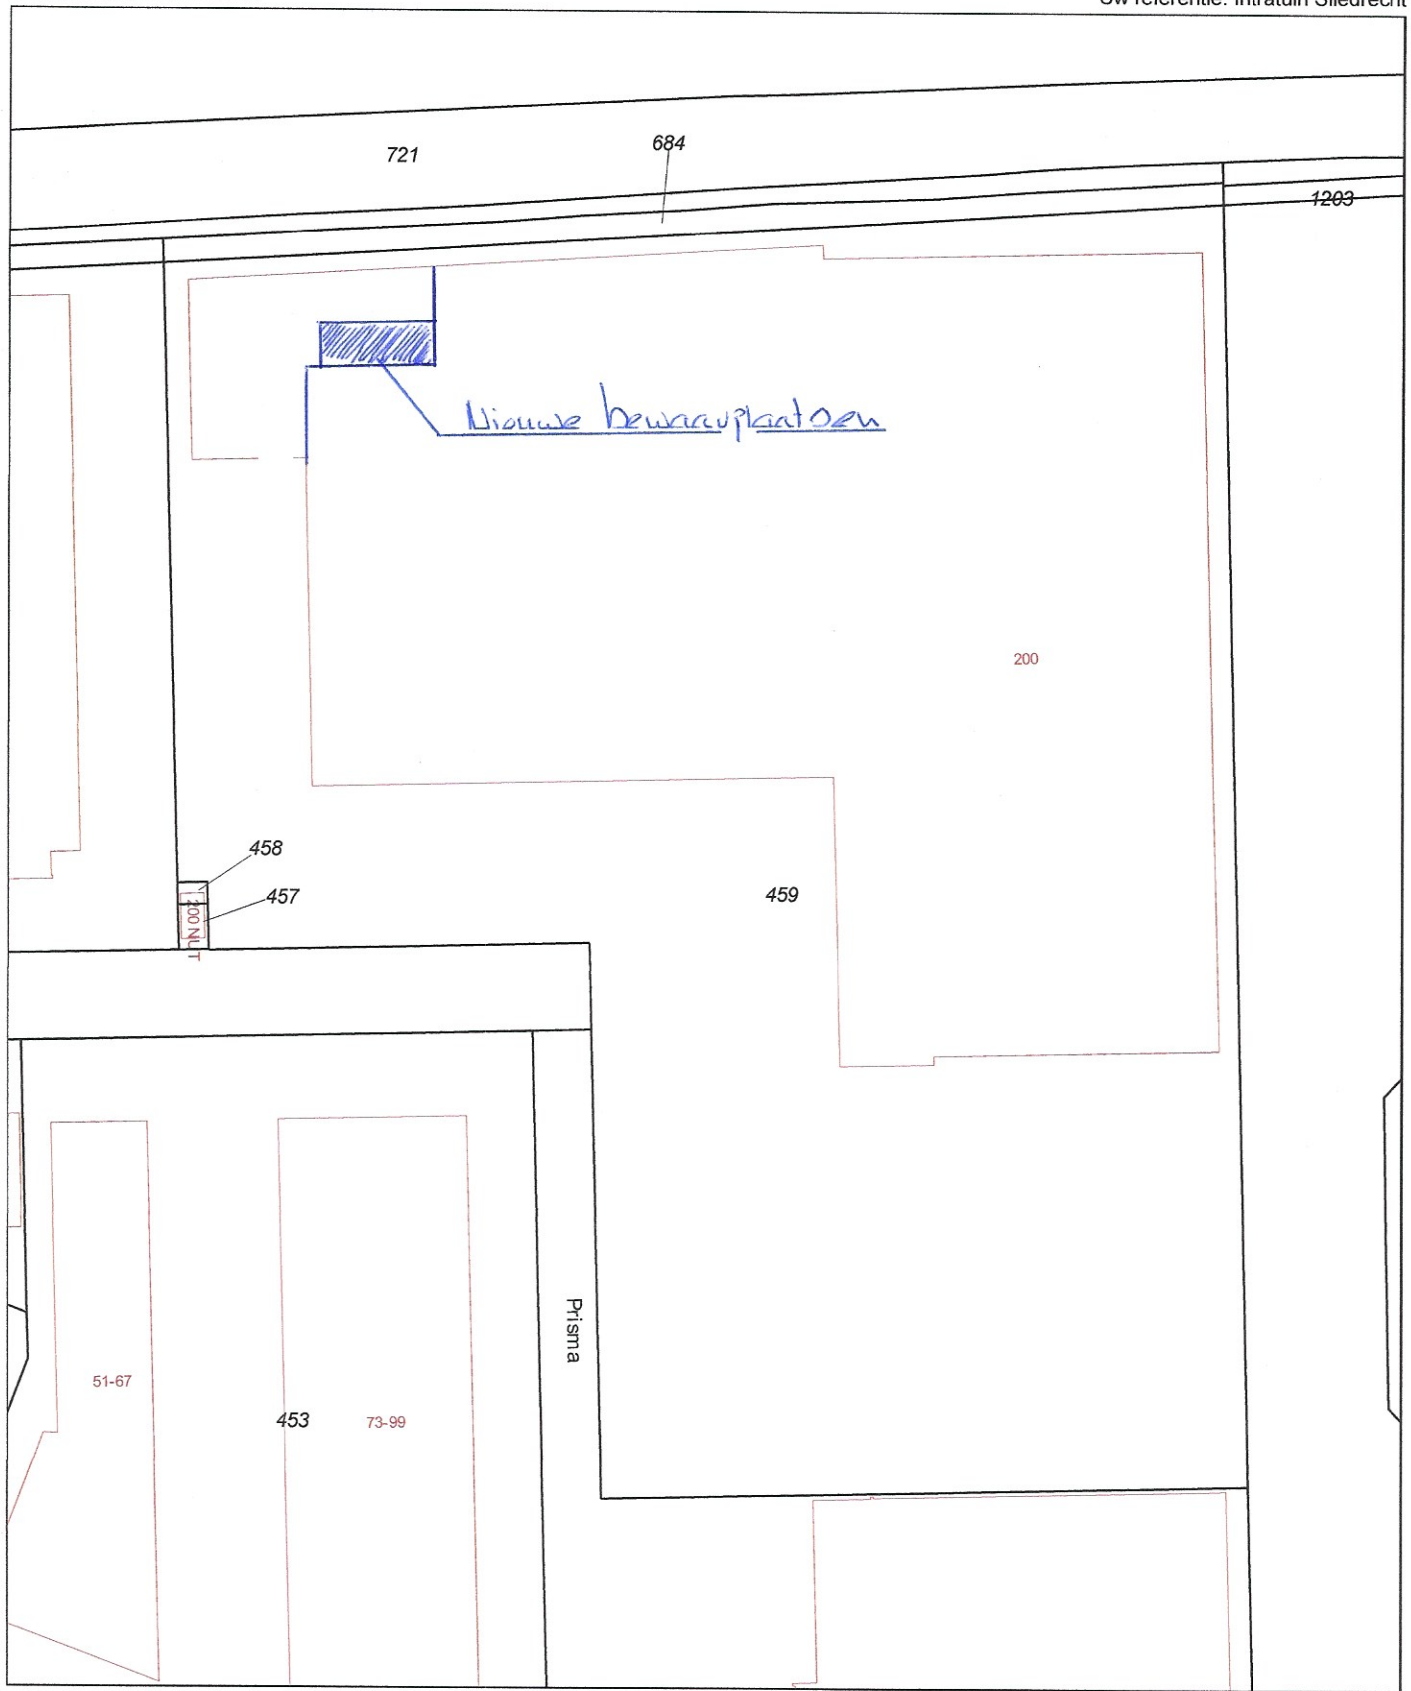 Uw referentie: Intratuin Sliedrecht
721
684
1203
Nieuwe bewaarplaatsen
200
458
457
200 NUT
459
Prisma
51-67
453
73-99